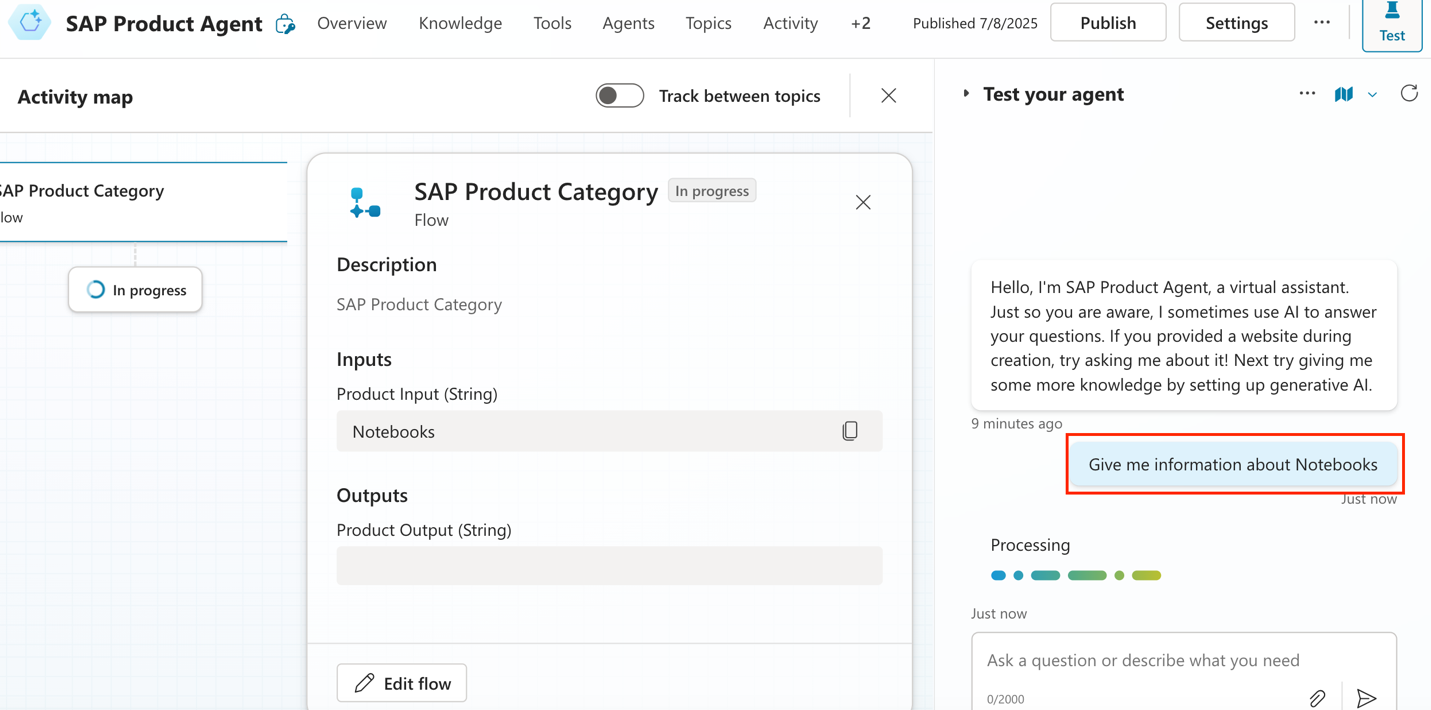 SAP Product Agent
Overview
Knowledge
Tools
Agents
Topics
Activity
+2
Published 7/8/2025
Publish
Settings
Test
Activity map
Track between topics
Test your agent
SAP Product Category
low
In progress
SAP Product Category
In progress
Flow
Description
SAP Product Category
Inputs
Product Input (String)
Notebooks
Outputs
Product Output (String)
Edit flow
Hello, I'm SAP Product Agent, a virtual assistant.
Just so you are aware, I sometimes use AI to answer
your questions. If you provided a website during
creation, try asking me about it! Next try giving me
some more knowledge by setting up generative AI.
9 minutes ago
Give me information about Notebooks
Just now
Processing
Just now
Ask a question or describe what you need
0/2000